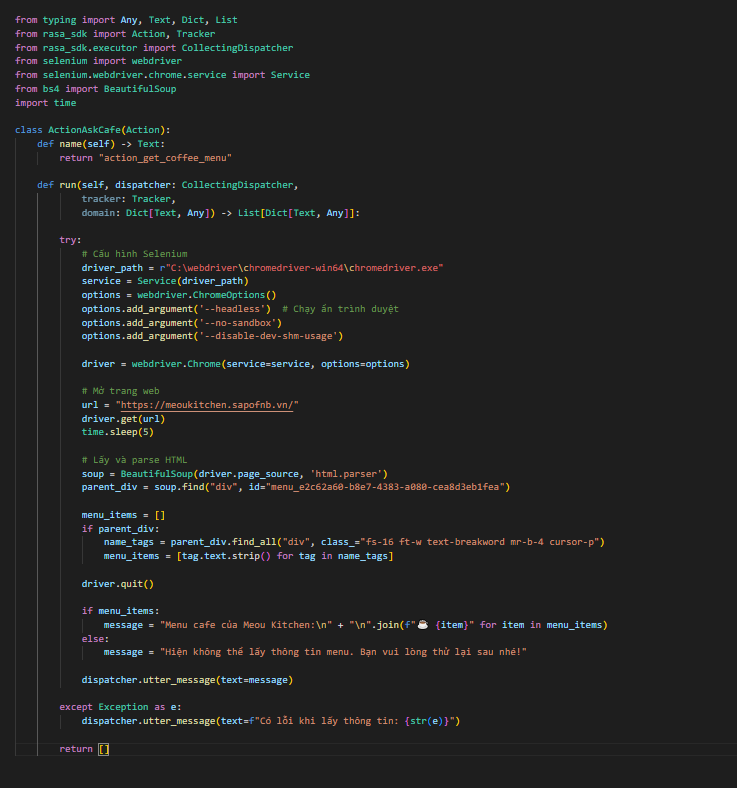 from typing import Any, Text, Dict, List
from rasa_sdk import Action, Tracker
from rasa_sdk.executor import CollectingDispatcher
from selenium import webdriver
from selenium.webdriver.chrome.service import Service
from bs4 import BeautifulSoup
import time

class ActionAskCafe(Action):
    def name(self) -> Text:
        return "action_get_coffee_menu"

    def run(self, dispatcher: CollectingDispatcher,
            tracker: Tracker,
            domain: Dict[Text, Any]) -> List[Dict[Text, Any]]:

        try:
            # Cấu hình Selenium
            driver_path = r"C:\webdriver\chromedriver-win64\chromedriver.exe"
            service = Service(driver_path)
            options = webdriver.ChromeOptions()
            options.add_argument('--headless')  # Chạy ẩn trình duyệt
            options.add_argument('--no-sandbox')
            options.add_argument('--disable-dev-shm-usage')

            driver = webdriver.Chrome(service=service, options=options)

            # Mở trang web
            url = "https://meoukitchen.sapofnb.vn/"
            driver.get(url)
            time.sleep(5)

            # Lấy và parse HTML
            soup = BeautifulSoup(driver.page_source, 'html.parser')
            parent_div = soup.find("div", id="menu_e2c62a60-b8e7-4383-a080-cea8d3eb1fea")

            menu_items = []
            if parent_div:
                name_tags = parent_div.find_all("div", class_="fs-16 ft-w text-breakword mr-b-4 cursor-p")
                menu_items = [tag.text.strip() for tag in name_tags]

            driver.quit()

            if menu_items:
                message = "Menu cafe của Meou Kitchen:\n" + "\n".join(f"☕ {item}" for item in menu_items)
            else:
                message = "Hiện không thể lấy thông tin menu. Bạn vui lòng thử lại sau nhé!"

            dispatcher.utter_message(text=message)

        except Exception as e:
            dispatcher.utter_message(text=f"Có lỗi khi lấy thông tin: {str(e)}")

        return []